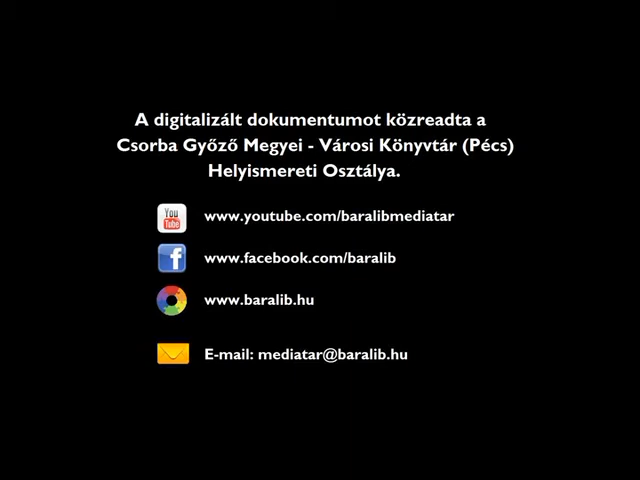 A digitalizált dokumentumot közreadta a
Csorba Győző Megyei - Városi Könyvtár (Pécs)
Helyismereti Osztálya.
You Tube www.youtube.com/baralibmediatar
f www.facebook.com/baralib
www.baralib.hu
E-mail: mediatar@baralib.hu